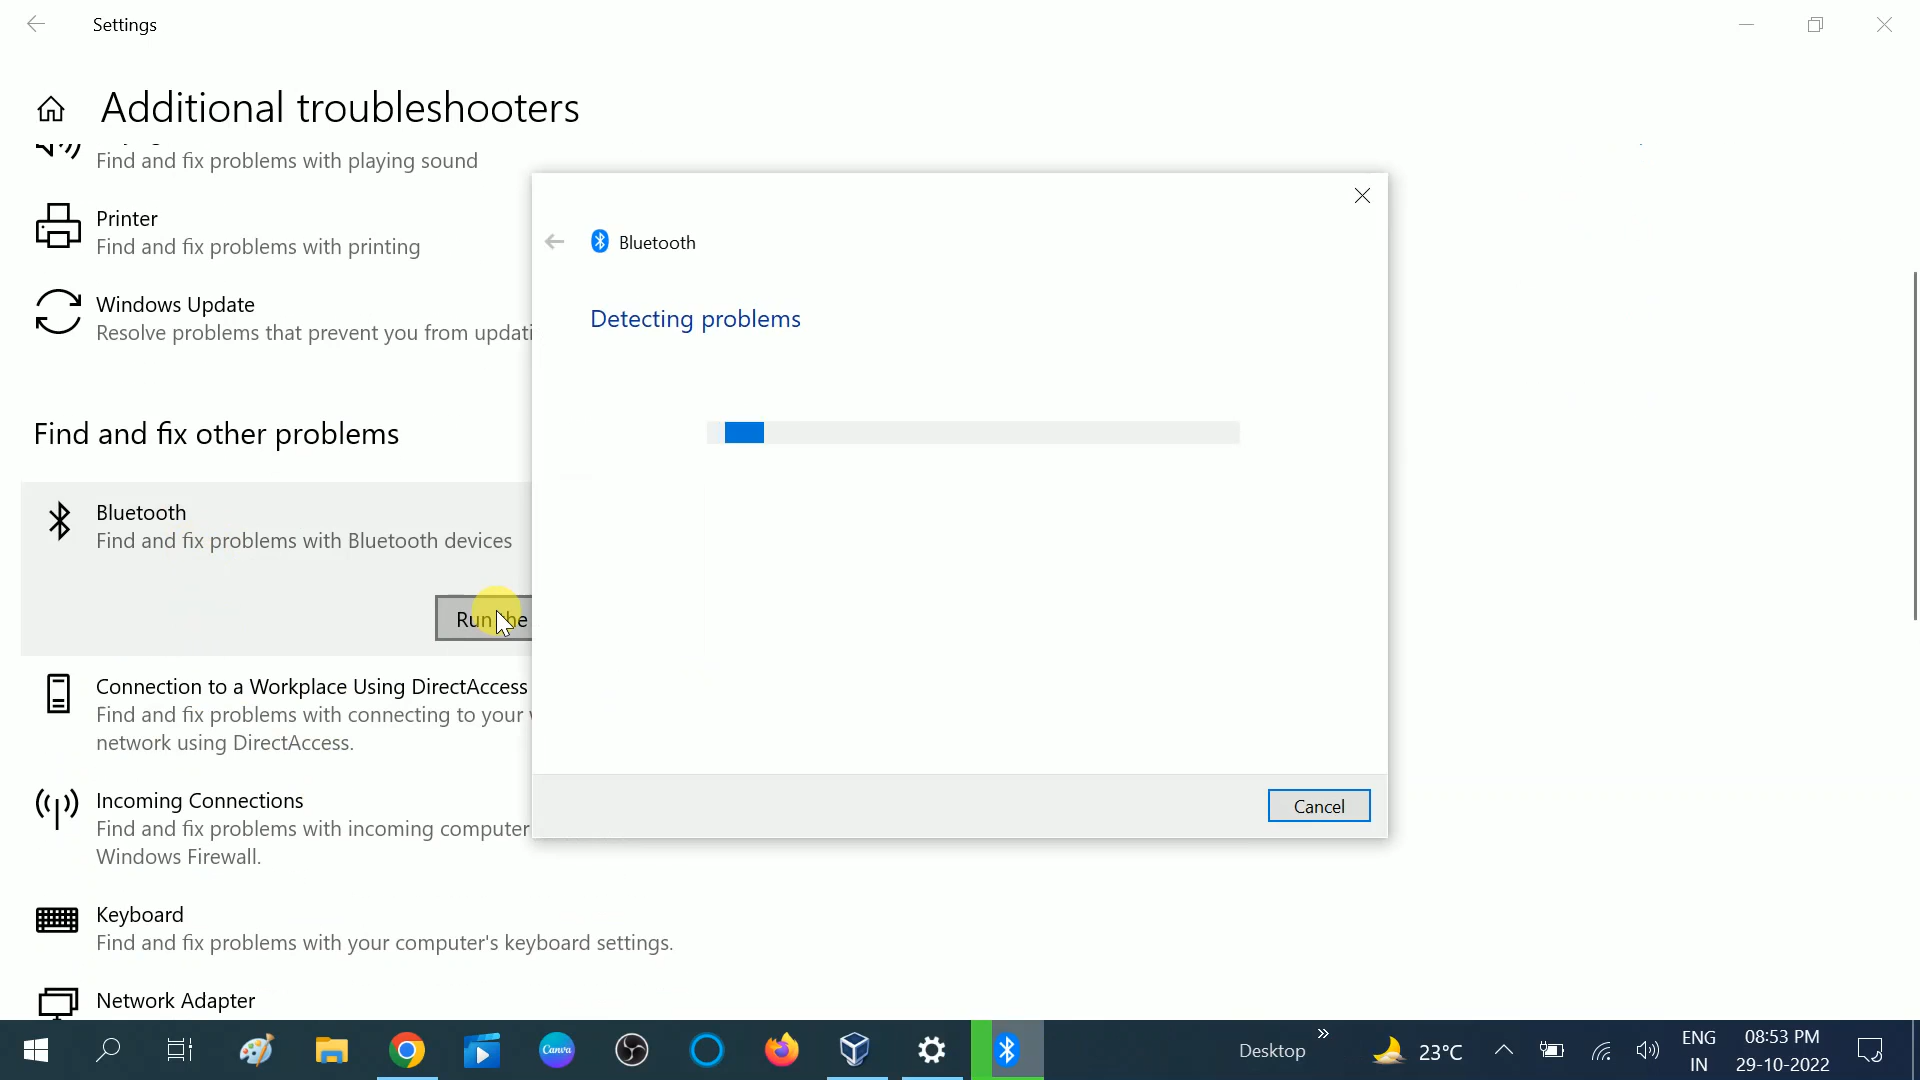 Settings
Additional troubleshooters
Find and fix problems with playing sound
Printer
Find and fix problems with printing
Windows Update
Resolve problems that prevent you from updati
Find and fix other problems
Bluetooth
Find and fix problems with Bluetooth devices
Run the
Connection to a Workplace Using DirectAccess
Find and fix problems with connecting to your
network using DirectAccess.
Incoming Connections
Find and fix problems with incoming computer
Windows Firewall.
Keyboard
Find and fix problems with your computer's keyboard settings.
Network Adapter
Bluetooth
Detecting problems
Cancel
Canva
Desktop
23°C
ENG
IN
08:53 PM
29-10-2022